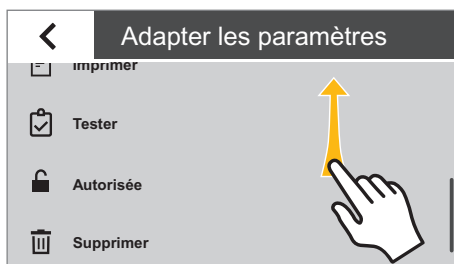 Adapter les paramètres
Imprimer
Tester
Autorisée
Supprimer